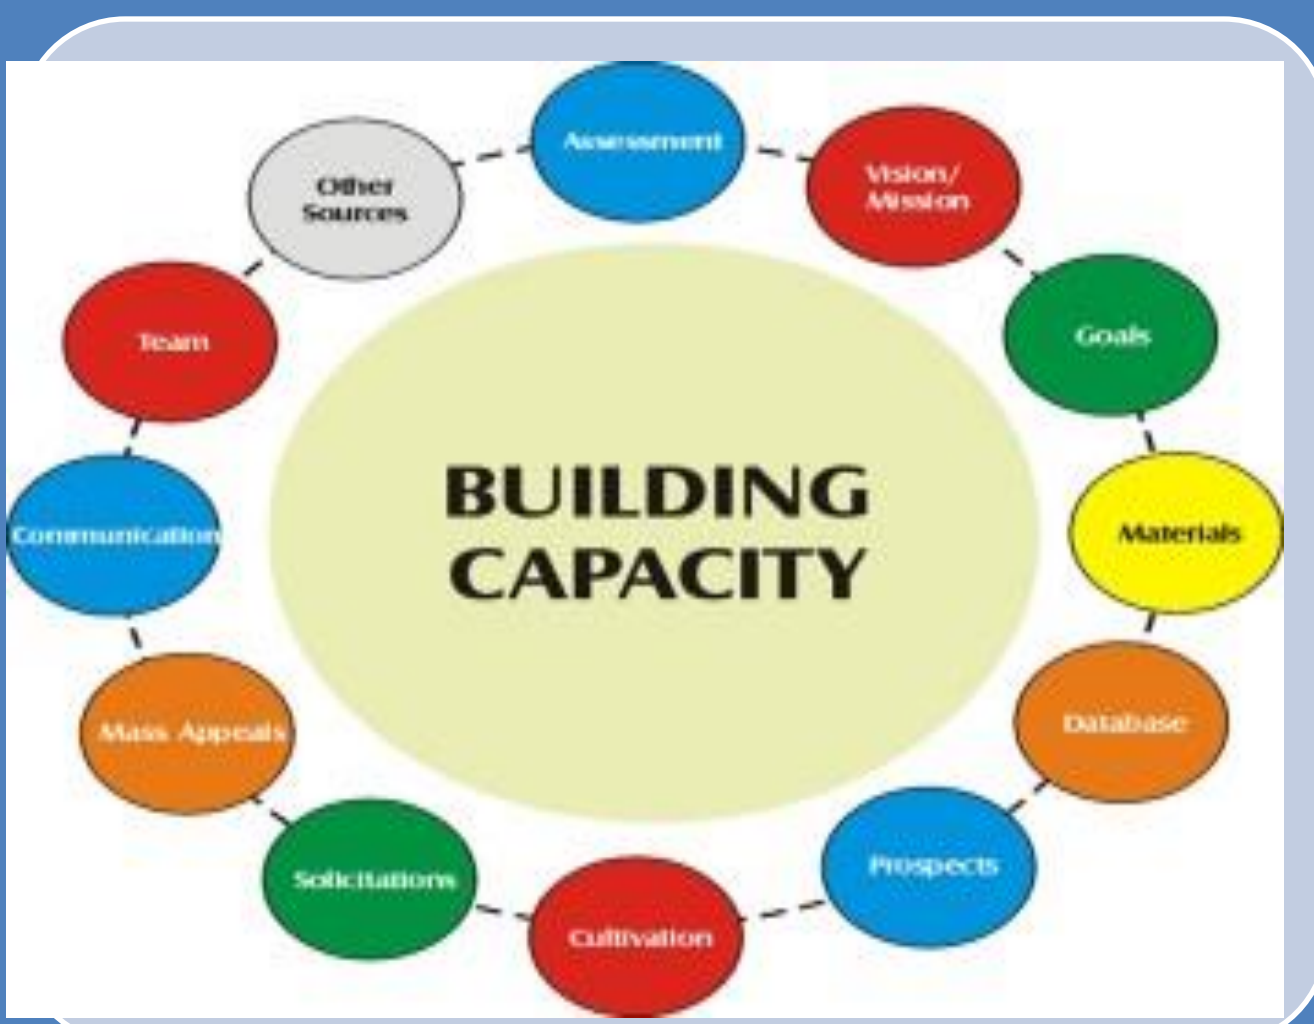 Assessment
Vision/
Mission
Goals
Materials
Database
Prospects
Cultivation
Solicitations
Mass Appeals
Communication
Team
Other
Sources
BUILDING
CAPACITY